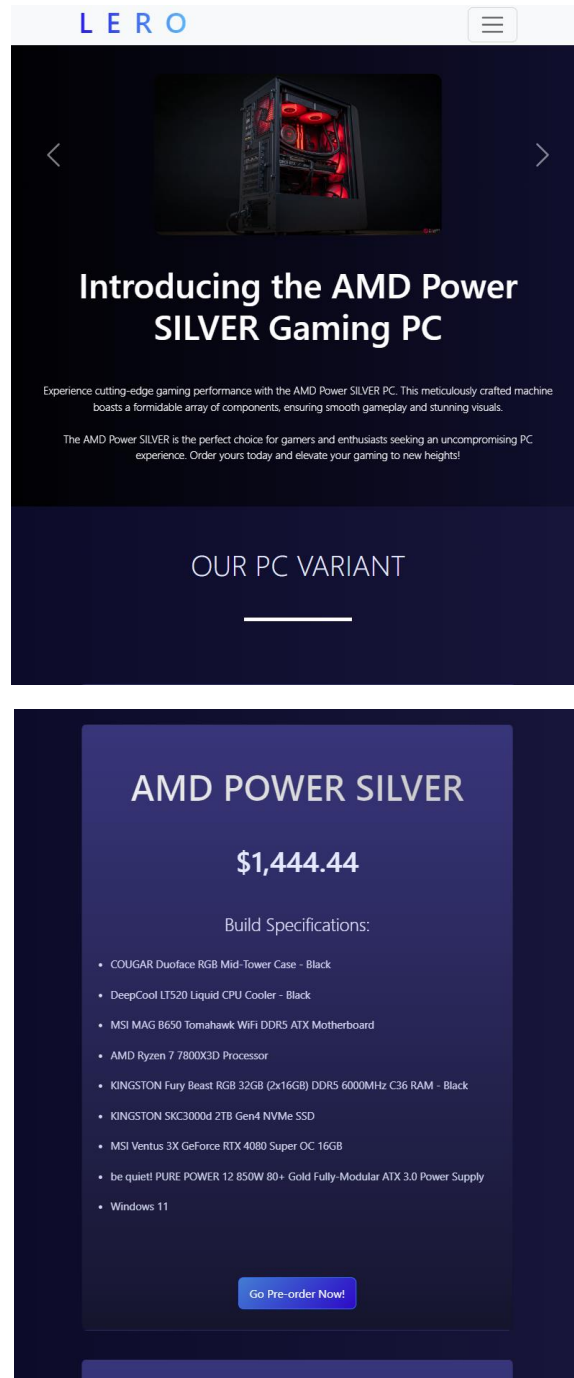 LERO
Introducing the AMD Power
SILVER Gaming PC
Experience cutting-edge gaming performance with the AMD Power SILVER PC. This meticulously crafted machine
boasts a formidable array of components, ensuring smooth gameplay and stunning visuals.
The AMD Power SILVER is the perfect choice for gamers and enthusiasts seeking an uncompromising PC
experience. Order yours today and elevate your gaming to new heights!
OUR PC VARIANT
AMD POWER SILVER
$1,444.44
Build Specifications:
• COUGAR Duoface RGB Mid-Tower Case - Black
• DeepCool LT520 Liquid CPU Cooler - Black
• MSI MAG B650 Tomahawk WiFi DDR5 ATX Motherboard
• AMD Ryzen 7 7800X3D Processor
• KINGSTON Fury Beast RGB 32GB (2x16GB) DDR5 6000MHz C36 RAM - Black
• KINGSTON SKC3000d 2TB Gen4 NVMe SSD
• MSI Ventus 3X GeForce RTX 4080 Super OC 16GB
• be quiet! PURE POWER 12 850W 80+ Gold Fully-Modular ATX 3.0 Power Supply
• Windows 11
Go Pre-order Now!